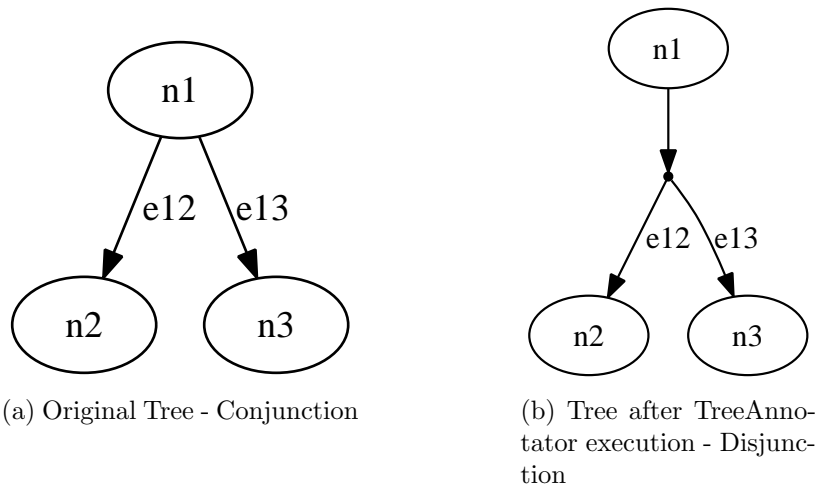 n1
e12 e13
n2 n3
(a) Original Tree - Conjunction
n1
e12 e13
n2 n3
(b) Tree after TreeAnno-
tator execution - Disjunc-
tion